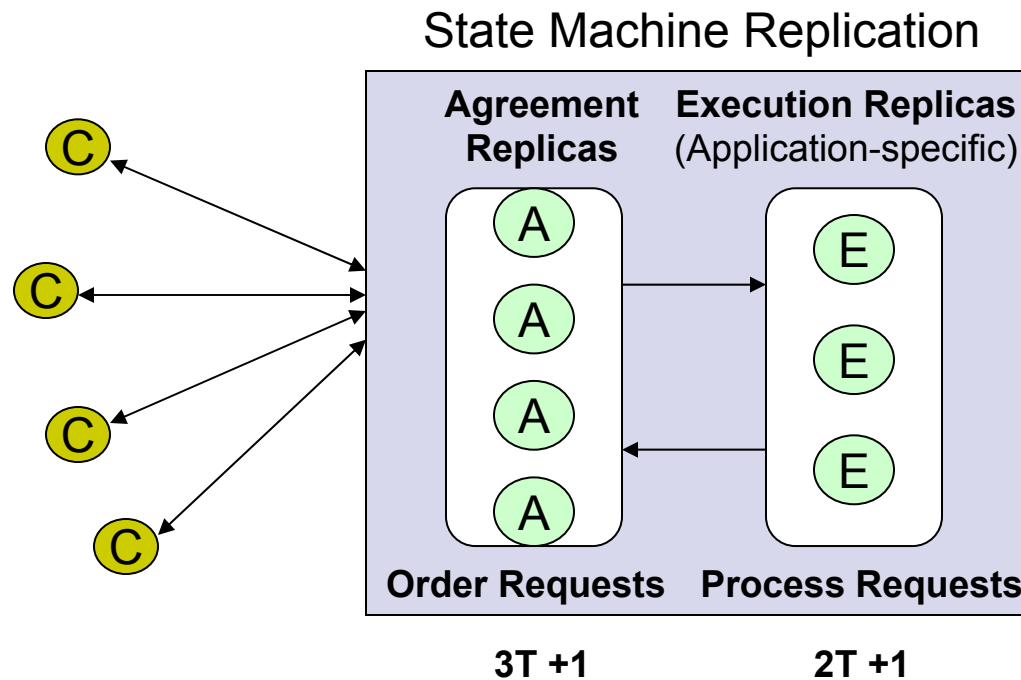 State Machine Replication
Agreement
Replicas
Execution Replicas
(Application-specific)
C
C
C
C
A
A
A
A
E
E
E
Order Requests
Process Requests
3T +1
2T +1